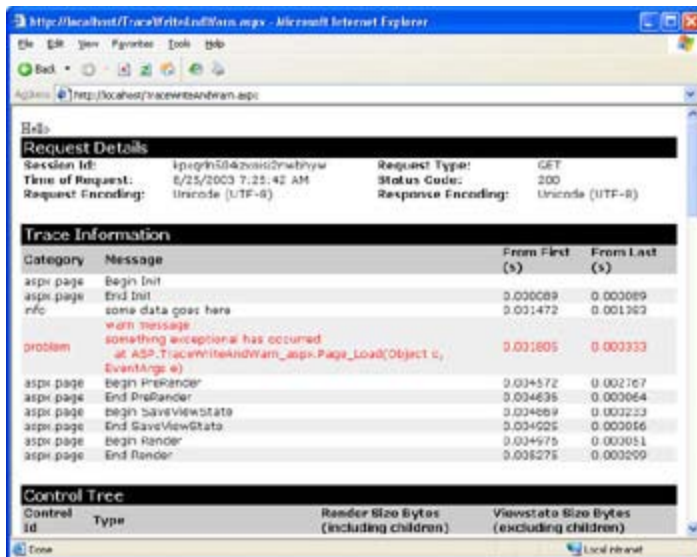 http://localhost/TraceWriteAndWarn.aspx - Microsoft Internet Explorer
File Edit View Favorites Tools Help
Back
Address http://localhost/tracewriteandwarn.aspx
Hello
Request Details
Session Id: Request Type: GET
Time of Request: 8/25/2003 7:25:42 AM Status Code: 200
Request Encoding: Unicode (UTF-8) Response Encoding: Unicode (UTF-8)
Trace Information
Category Message From First (s) From Last (s)
aspx.page Begin Init
aspx.page End Init 0.000089 0.000089
info some data goes here 0.001472 0.001383
warn message
problem something exceptional has occurred 0.001805 0.000333
at ASP.TraceWriteAndWarn_aspx.Page_Load(Object o,
EventArgs e)
aspx.page Begin PreRender 0.004572 0.002767
aspx.page End PreRender 0.004636 0.000064
aspx.page Begin SaveViewState 0.004869 0.000233
aspx.page End SaveViewState 0.004925 0.000056
aspx.page Begin Render 0.004976 0.000051
aspx.page End Render 0.005275 0.000299
Control Tree
Control Id Type Render Size Bytes (including children) Viewstate Size Bytes (excluding children)
Done Local intranet